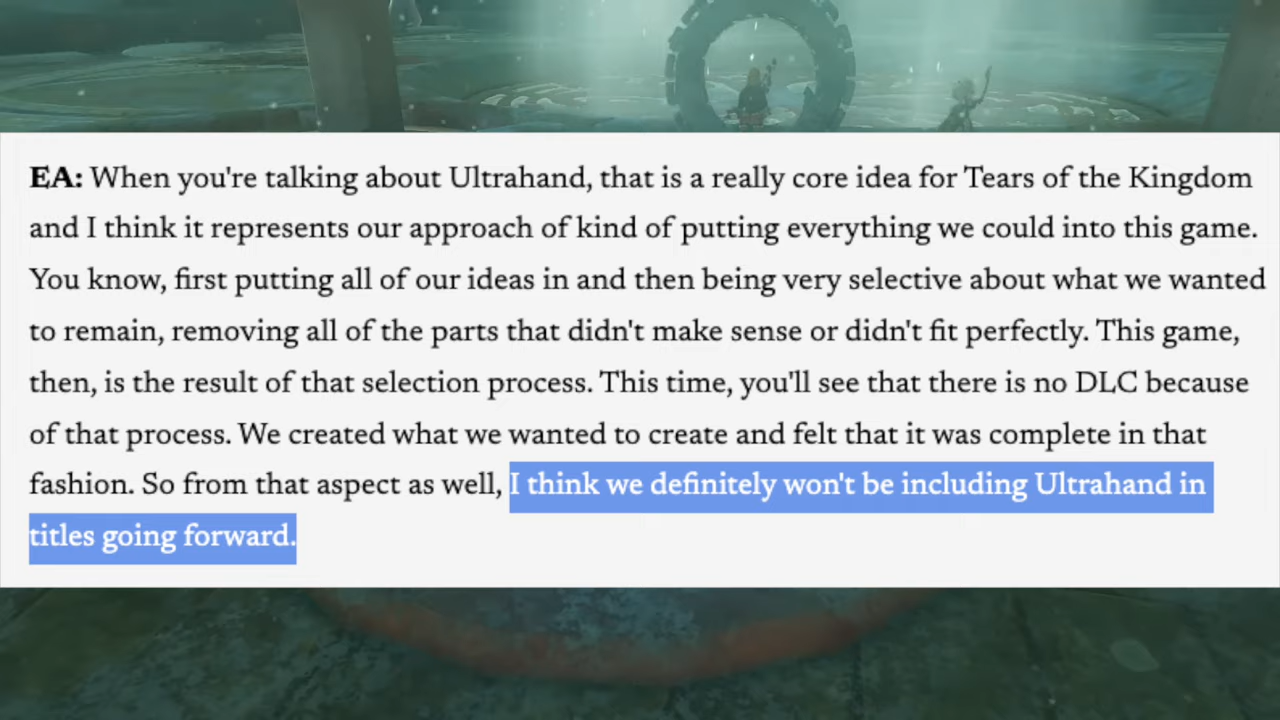 EA: When you're talking about Ultrahand, that is a really core idea for Tears of the Kingdom
and I think it represents our approach of kind of putting everything we could into this game.
You know, first putting all of our ideas in and then being very selective about what we wanted
to remain, removing all of the parts that didn't make sense or didn't fit perfectly. This game,
then, is the result of that selection process. This time, you'll see that there is no DLC because
of that process. We created what we wanted to create and felt that it was complete in that
fashion. So from that aspect as well, I think we definitely won't be including Ultrahand in
titles going forward.